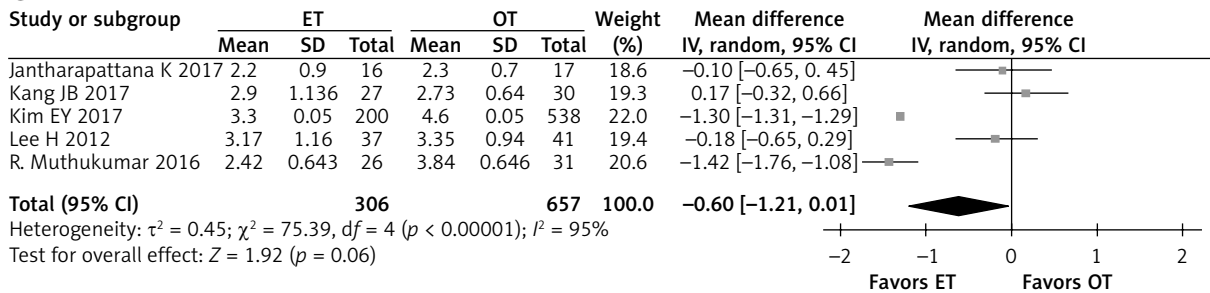 Study or subgroup ET OT Weight Mean difference Mean difference
Mean SD Total Mean SD Total (%) IV, random, 95% CI IV, random, 95% CI
Jantharapattana K 2017 2.2 0.9 16 2.3 0.7 17 18.6 –0.10 [–0.65, 0. 45]
Kang JB 2017 2.9 1.136 27 2.73 0.64 30 19.3 0.17 [–0.32, 0.66]
Kim EY 2017 3.3 0.05 200 4.6 0.05 538 22.0 –1.30 [–1.31, –1.29]
Lee H 2012 3.17 1.16 37 3.35 0.94 41 19.4 –0.18 [–0.65, 0.29]
R. Muthukumar 2016 2.42 0.643 26 3.84 0.646 31 20.6 –1.42 [–1.76, –1.08]
Total (95% CI) 306 657 100.0 –0.60 [–1.21, 0.01]
Heterogeneity: τ² = 0.45; χ² = 75.39, df = 4 (p < 0.00001); I² = 95%
Test for overall effect: Z = 1.92 (p = 0.06)
–2 –1 0 1 2
Favors ET Favors OT